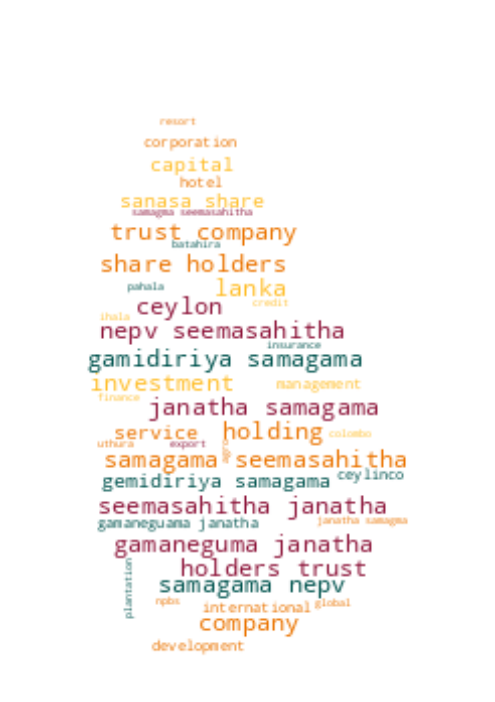 resort
corporation
capital
hotel
sanasa share
samagma seemasahitha
trust company
batahira
share holders
pahala lanka
credit
ceylon
ihala
nepv seemasahitha
insurance
gamidiriya samagama
investment management
finance
janatha samagama
service holding colombo
uthura export
agro
samagama seemasahitha
gemidiriya samagama ceylinco
seemasahitha janatha
gamaneguama janatha janatha samagma
gamaneguma janatha
holders trust
plantation
samagama nepv
npbs international global
company
development